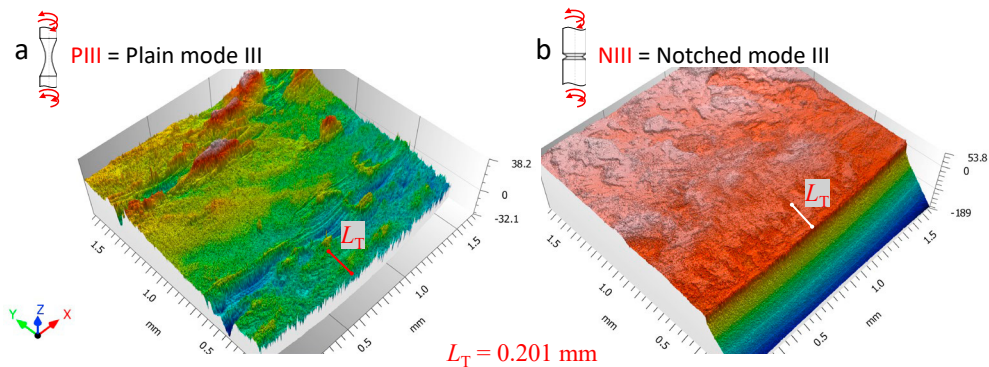 a
PIII = Plain mode III
38.2
0
-32.1
LT
1.5
1.0
mm
0.5
0.5
1.0
mm
1.5
Y
Z
X
b
NIII = Notched mode III
53.8
0
-189
LT
1.5
1.0
mm
0.5
0.5
1.0
mm
1.5
LT = 0.201 mm